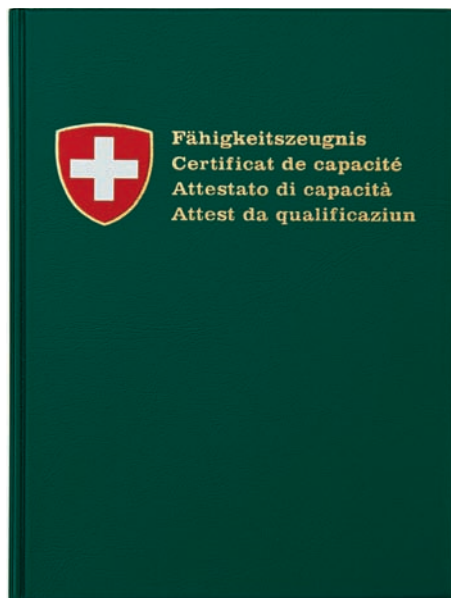 Fähigkeitszeugnis
Certificat de capacité
Attestato di capacità
Attest da qualificaziun